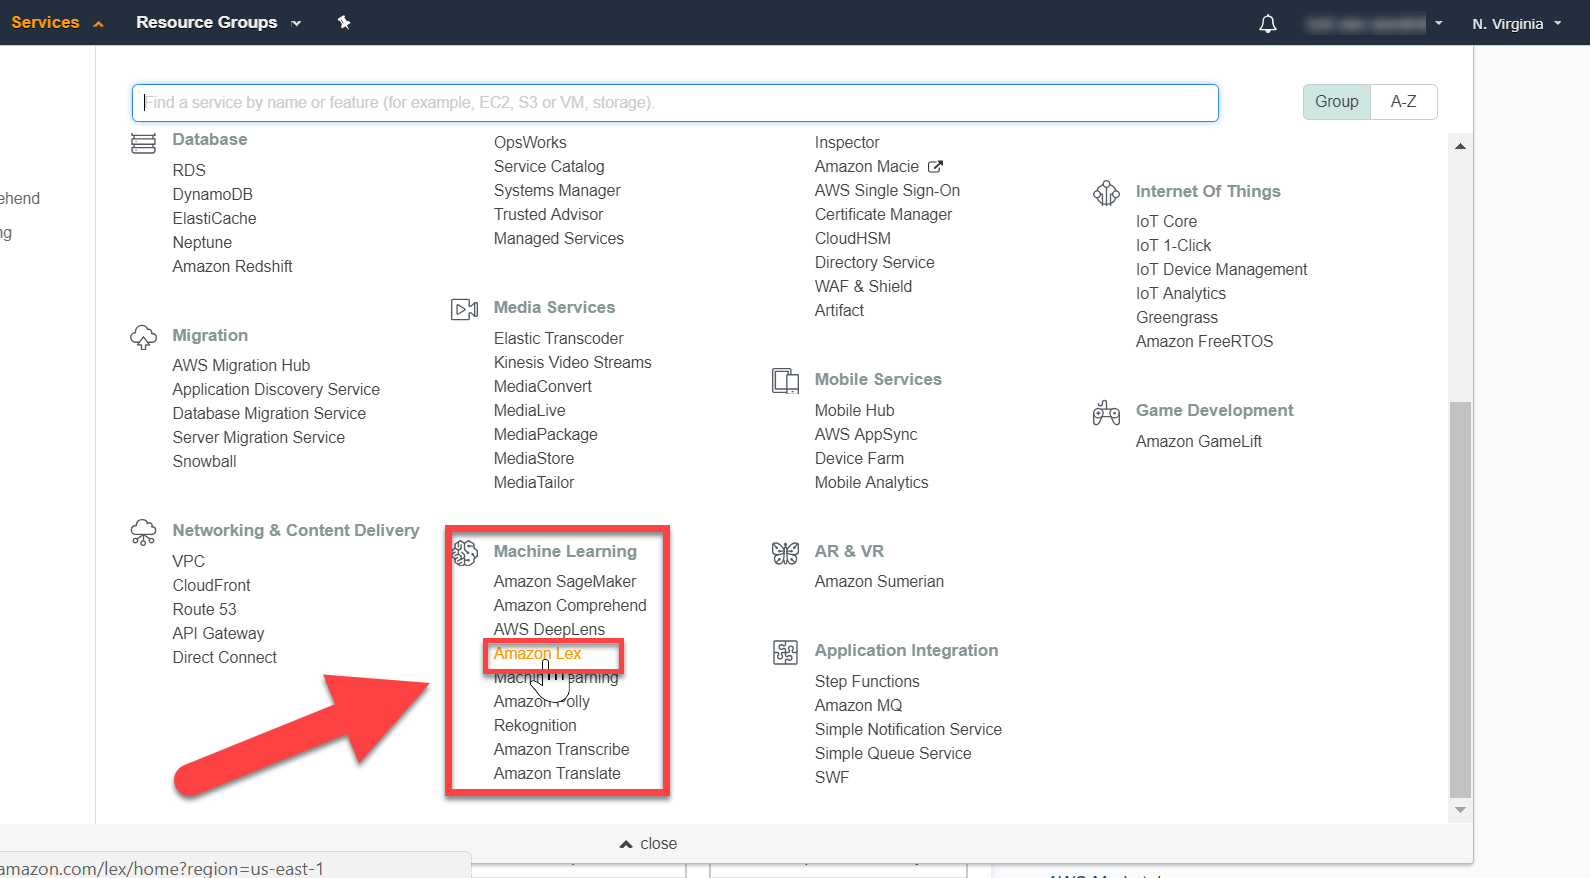 Services
Resource Groups
N. Virginia
Find a service by name or feature (for example, EC2, S3 or VM, storage).
Group
A-Z
ehend
ng
Database
RDS
DynamoDB
ElastiCache
Neptune
Amazon Redshift
Migration
AWS Migration Hub
Application Discovery Service
Database Migration Service
Server Migration Service
Snowball
Networking & Content Delivery
VPC
CloudFront
Route 53
API Gateway
Direct Connect
OpsWorks
Service Catalog
Systems Manager
Trusted Advisor
Managed Services
Media Services
Elastic Transcoder
Kinesis Video Streams
MediaConvert
MediaLive
MediaPackage
MediaStore
MediaTailor
Machine Learning
Amazon SageMaker
Amazon Comprehend
AWS DeepLens
Amazon Lex
Machine Learning
Amazon Polly
Rekognition
Amazon Transcribe
Amazon Translate
Inspector
Amazon Macie
AWS Single Sign-On
Certificate Manager
CloudHSM
Directory Service
WAF & Shield
Artifact
Mobile Services
Mobile Hub
AWS AppSync
Device Farm
Mobile Analytics
AR & VR
Amazon Sumerian
Application Integration
Step Functions
Amazon MQ
Simple Notification Service
Simple Queue Service
SWF
Internet Of Things
IoT Core
IoT 1-Click
IoT Device Management
IoT Analytics
Greengrass
Amazon FreeRTOS
Game Development
Amazon GameLift
close
amazon.com/lex/home?region=us-east-1